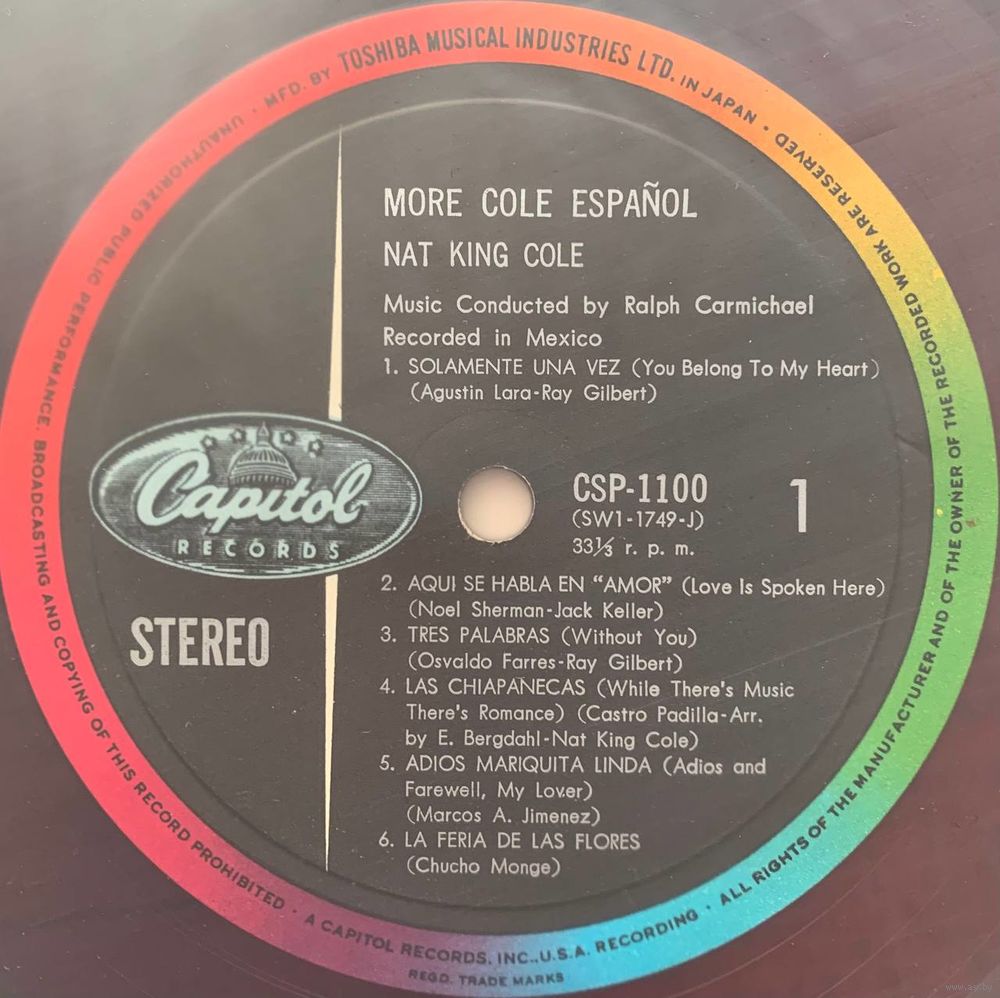 MFD. BY TOSHIBA MUSICAL INDUSTRIES LTD. IN JAPAN · ALL RIGHTS OF THE MANUFACTURER AND OF THE OWNER OF THE RECORDED WORK ARE RESERVED ·
UNAUTHORIZED PUBLIC PERFORMANCE, BROADCASTING AND COPYING OF THIS RECORD PROHIBITED · A CAPITOL RECORDS, INC., U.S.A. RECORDING ·
REGD. TRADE MARKS
MORE COLE ESPAÑOL
NAT KING COLE
Music Conducted by Ralph Carmichael
Recorded in Mexico
1. SOLAMENTE UNA VEZ (You Belong To My Heart)
(Agustin Lara-Ray Gilbert)
Capitol
RECORDS
CSP-1100
(SW1-1749-J)
33⅓ r. p. m.
1
STEREO
2. AQUI SE HABLA EN “AMOR” (Love Is Spoken Here)
(Noel Sherman-Jack Keller)
3. TRES PALABRAS (Without You)
(Osvaldo Farres-Ray Gilbert)
4. LAS CHIAPANECAS (While There's Music
There's Romance) (Castro Padilla-Arr.
by E. Bergdahl-Nat King Cole)
5. ADIOS MARIQUITA LINDA (Adios and
Farewell, My Lover)
(Marcos A. Jimenez)
6. LA FERIA DE LAS FLORES
(Chucho Monge)
www.ay.by